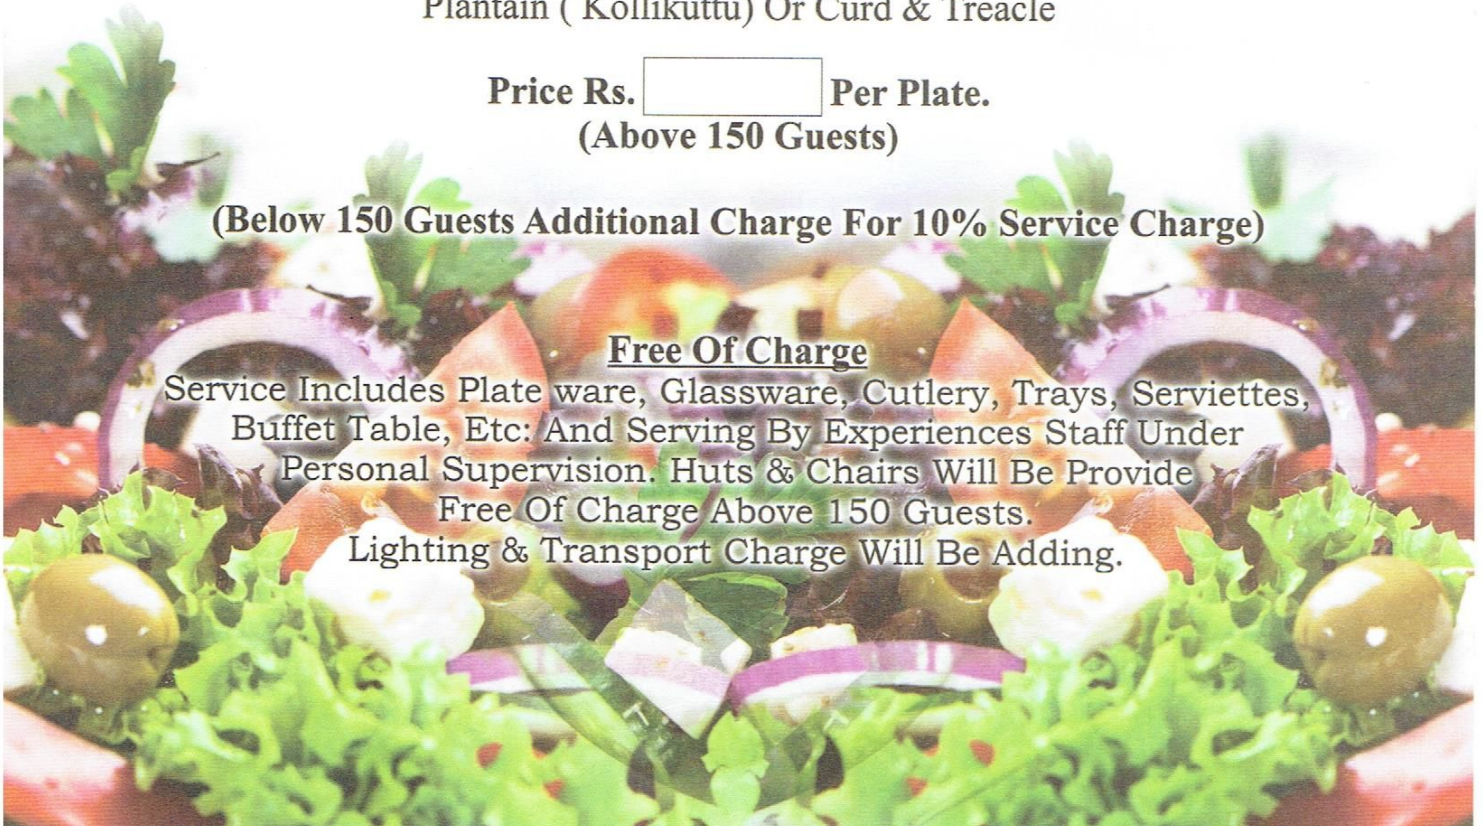 Plantain ( Kollikuttu) Or Curd & Treacle
Price Rs. Per Plate.
(Above 150 Guests)
(Below 150 Guests Additional Charge For 10% Service Charge)
Free Of Charge
Service Includes Plate ware, Glassware, Cutlery, Trays, Serviettes,
Buffet Table, Etc: And Serving By Experiences Staff Under
Personal Supervision. Huts & Chairs Will Be Provide
Free Of Charge Above 150 Guests.
Lighting & Transport Charge Will Be Adding.